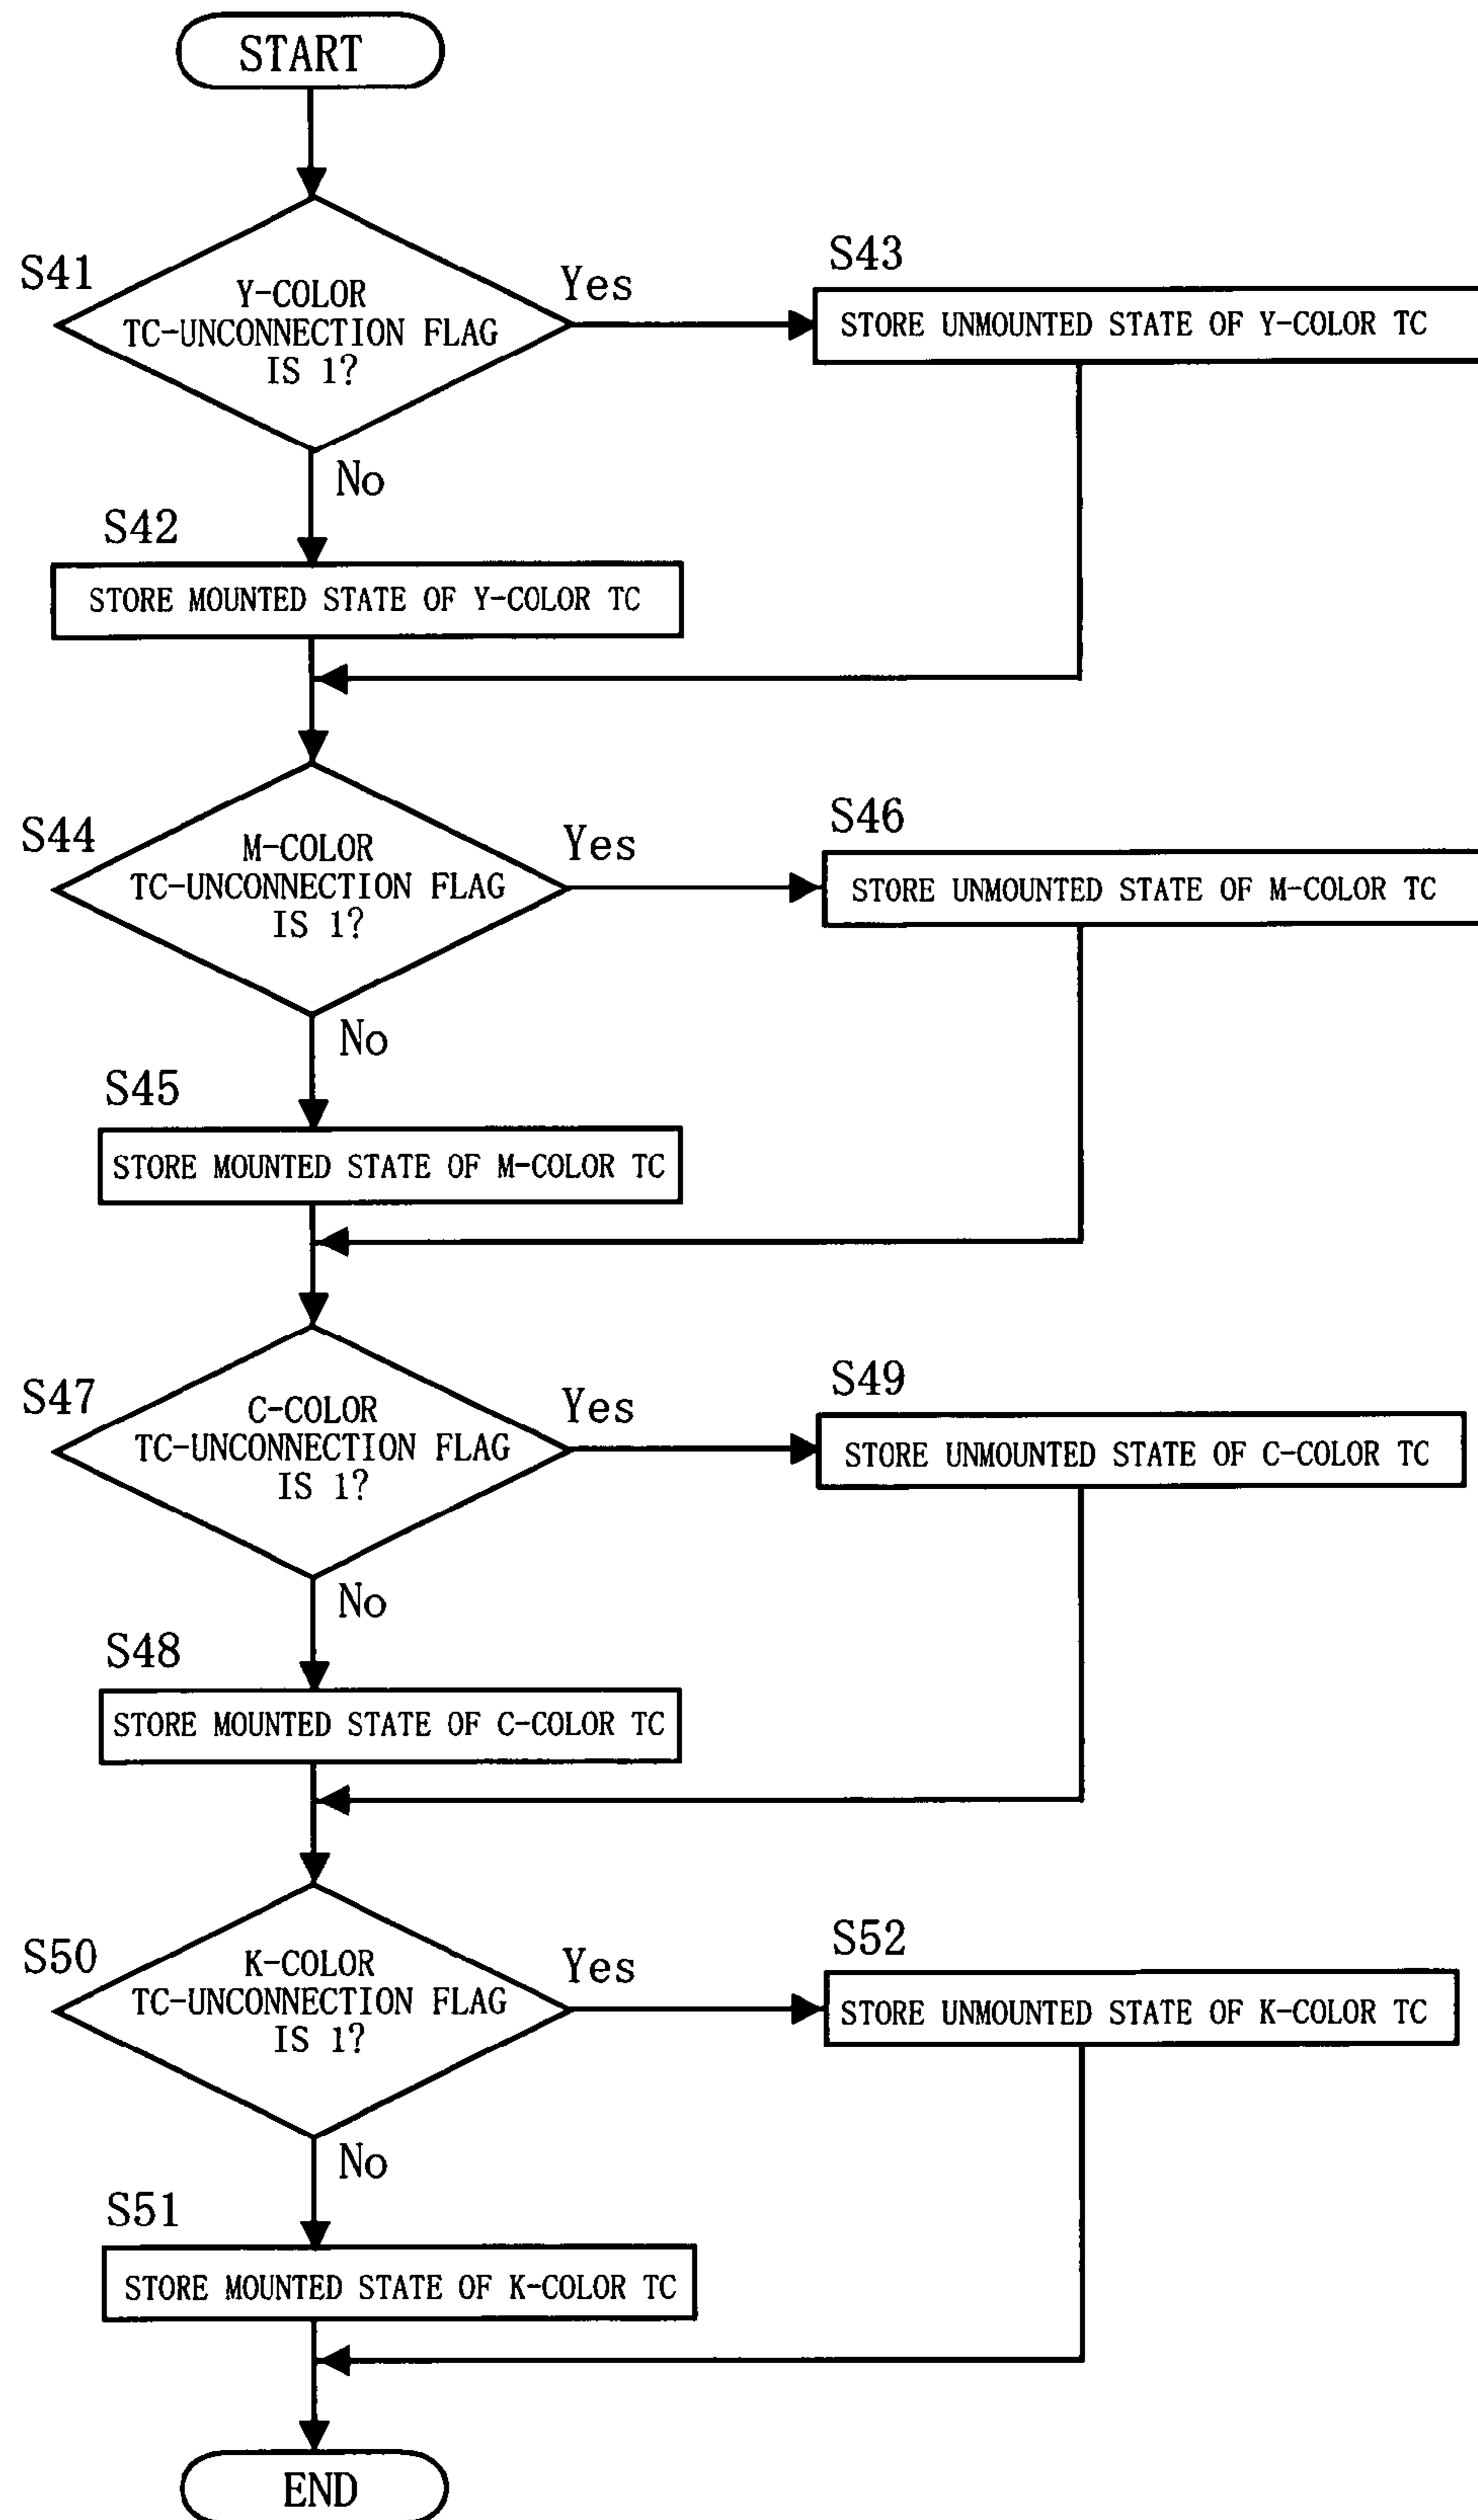 START
S41
Y-COLOR
TC-UNCONNECTION FLAG
IS 1?
Yes
S43
STORE UNMOUNTED STATE OF Y-COLOR TC
No
S42
STORE MOUNTED STATE OF Y-COLOR TC
S44
M-COLOR
TC-UNCONNECTION FLAG
IS 1?
Yes
S46
STORE UNMOUNTED STATE OF M-COLOR TC
No
S45
STORE MOUNTED STATE OF M-COLOR TC
S47
C-COLOR
TC-UNCONNECTION FLAG
IS 1?
Yes
S49
STORE UNMOUNTED STATE OF C-COLOR TC
No
S48
STORE MOUNTED STATE OF C-COLOR TC
S50
K-COLOR
TC-UNCONNECTION FLAG
IS 1?
Yes
S52
STORE UNMOUNTED STATE OF K-COLOR TC
No
S51
STORE MOUNTED STATE OF K-COLOR TC
END